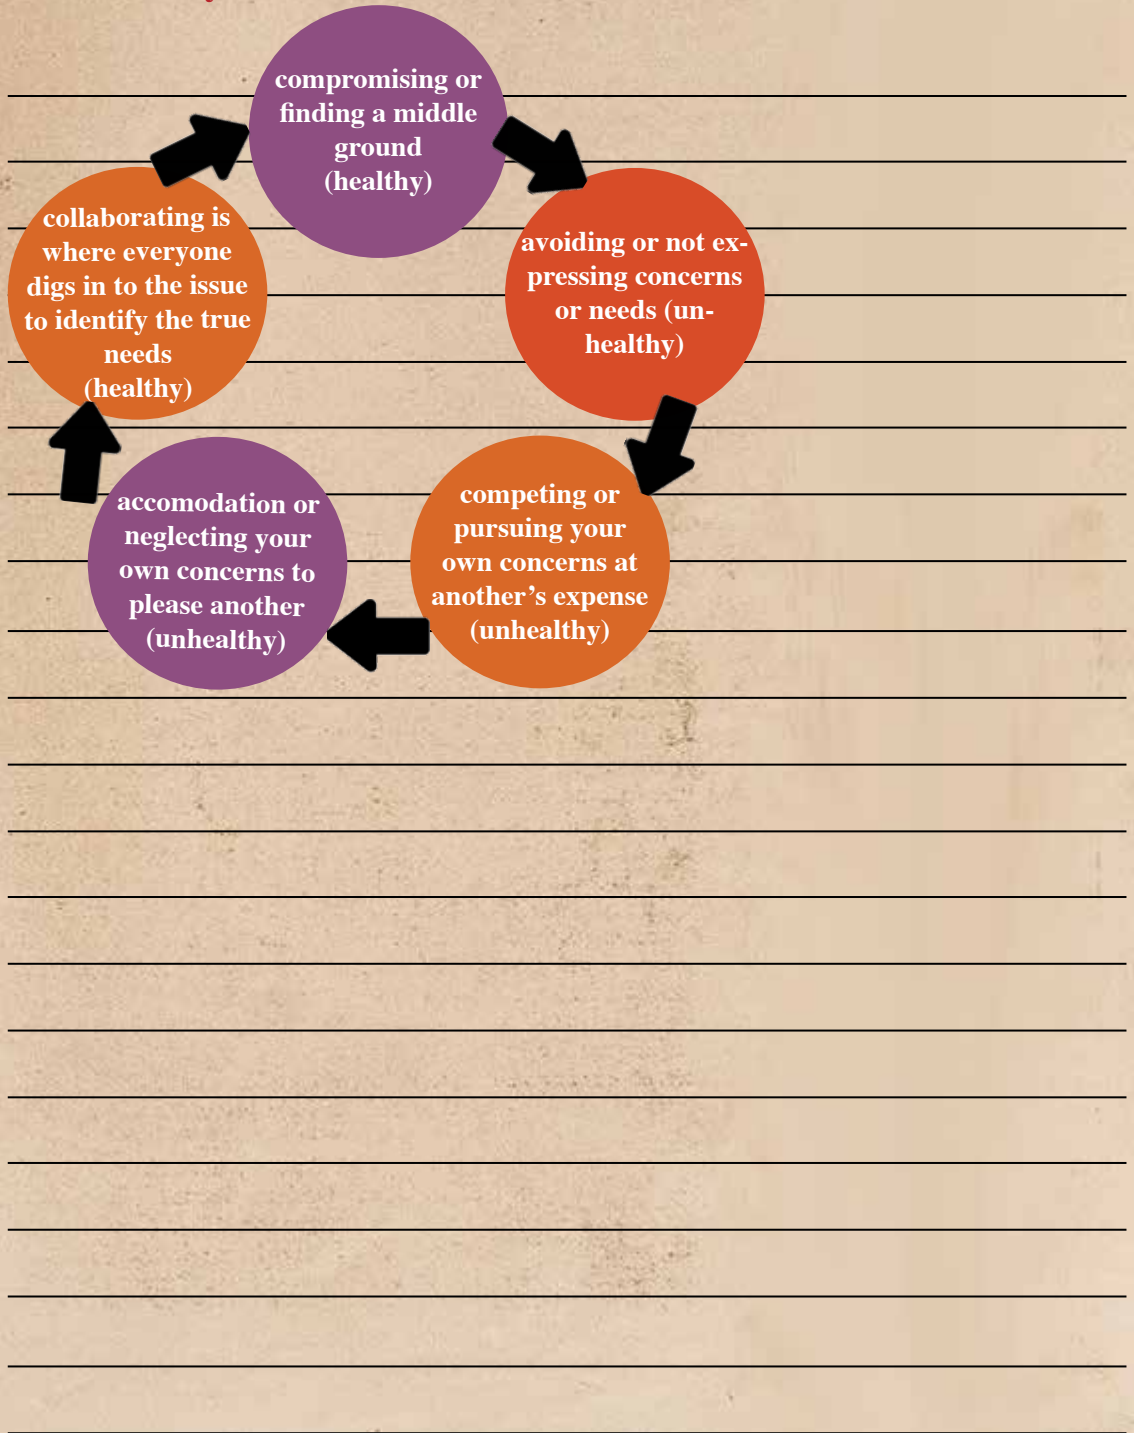 compromising or
finding a middle
ground
(healthy)
avoiding or not ex-
pressing concerns
or needs (un-
healthy)
competing or
pursuing your
own concerns at
another’s expense
(unhealthy)
accomodation or
neglecting your
own concerns to
please another
(unhealthy)
collaborating is
where everyone
digs in to the issue
to identify the true
needs
(healthy)